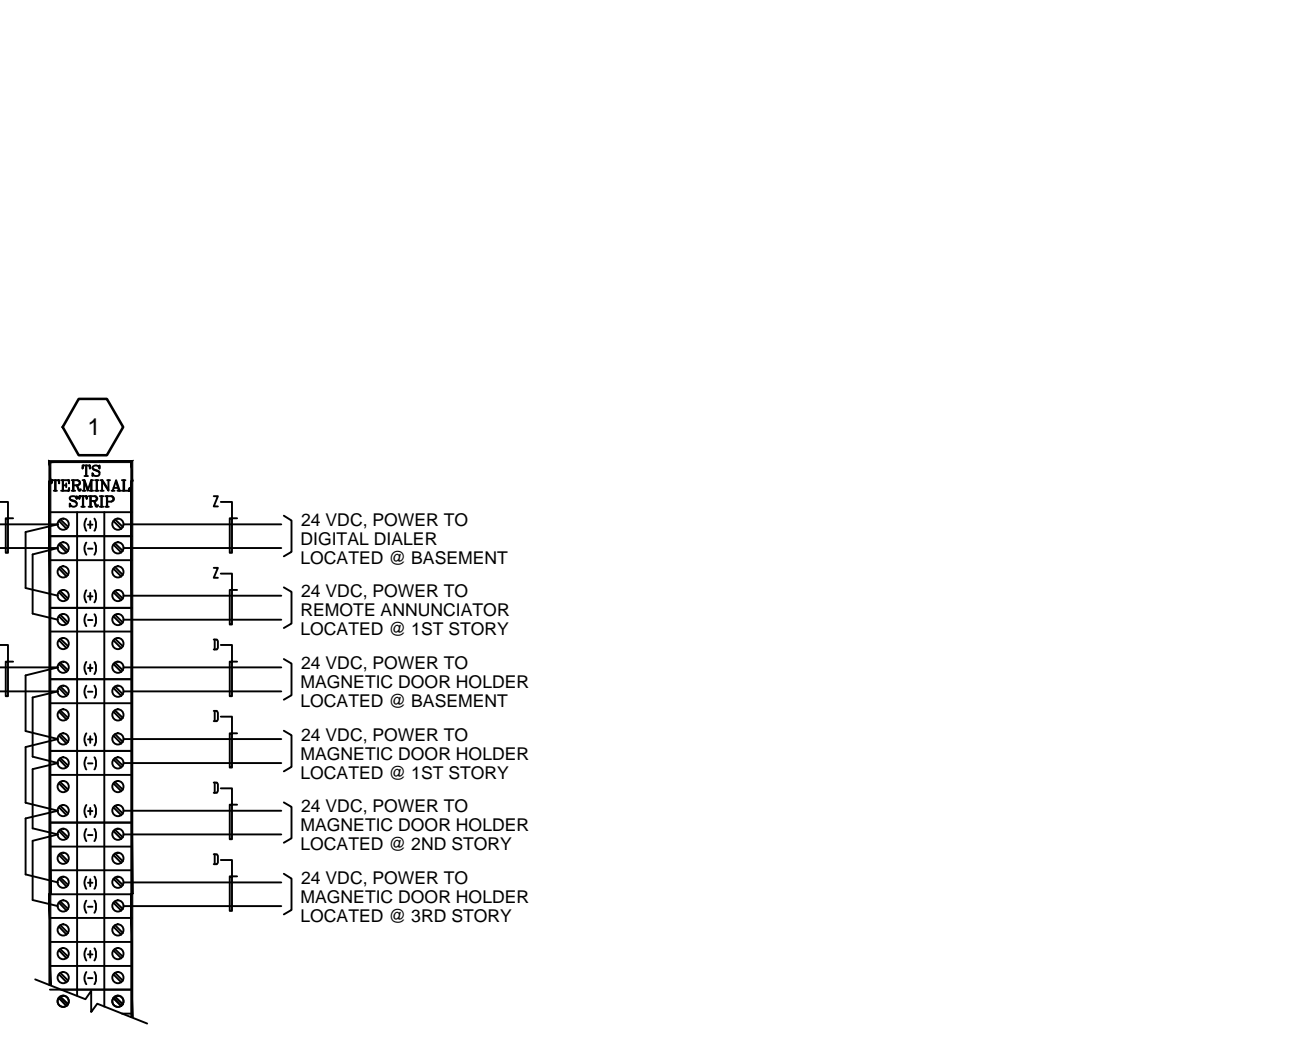 1
TS
TERMINAL
STRIP
Z
(+)
24 VDC, POWER TO
DIGITAL DIALER
(-)
LOCATED @ BASEMENT
Z
(+)
24 VDC, POWER TO
REMOTE ANNUNCIATOR
(-)
LOCATED @ 1ST STORY
D
(+)
24 VDC, POWER TO
MAGNETIC DOOR HOLDER
(-)
LOCATED @ BASEMENT
D
(+)
24 VDC, POWER TO
MAGNETIC DOOR HOLDER
(-)
LOCATED @ 1ST STORY
D
(+)
24 VDC, POWER TO
MAGNETIC DOOR HOLDER
(-)
LOCATED @ 2ND STORY
D
(+)
24 VDC, POWER TO
MAGNETIC DOOR HOLDER
(-)
LOCATED @ 3RD STORY
(+)
(-)